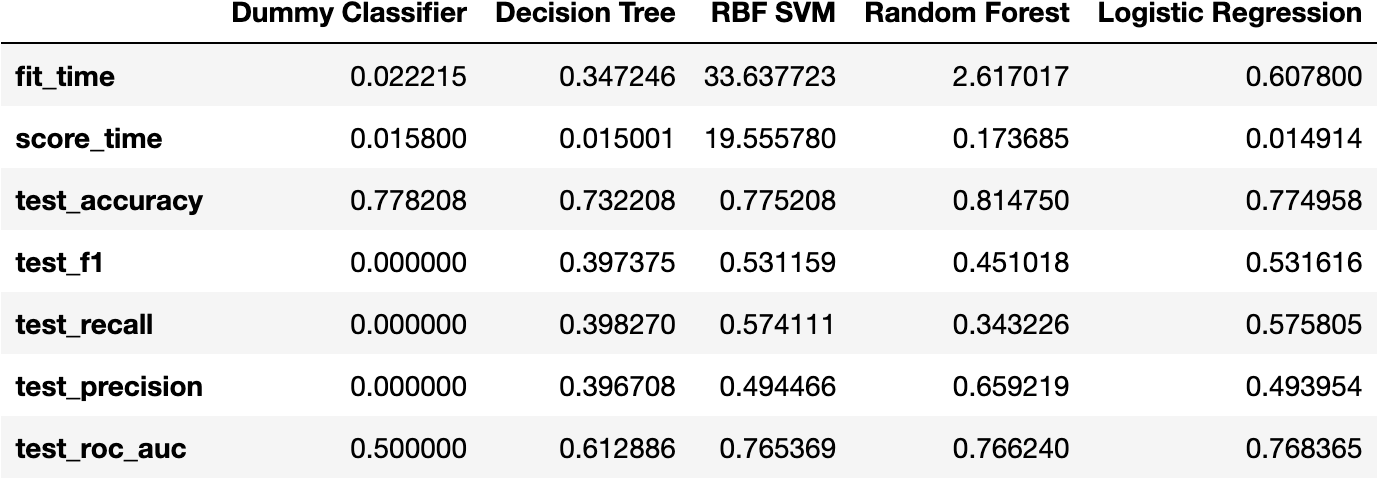 Dummy Classifier Decision Tree RBF SVM Random Forest Logistic Regression
fit_time 0.022215 0.347246 33.637723 2.617017 0.607800
score_time 0.015800 0.015001 19.555780 0.173685 0.014914
test_accuracy 0.778208 0.732208 0.775208 0.814750 0.774958
test_f1 0.000000 0.397375 0.531159 0.451018 0.531616
test_recall 0.000000 0.398270 0.574111 0.343226 0.575805
test_precision 0.000000 0.396708 0.494466 0.659219 0.493954
test_roc_auc 0.500000 0.612886 0.765369 0.766240 0.768365